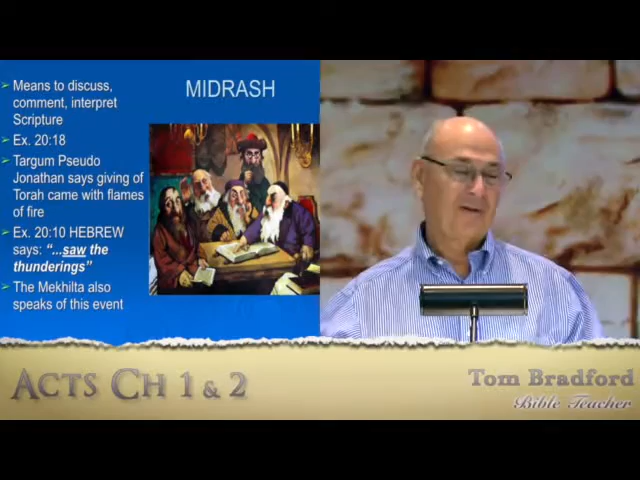 MIDRASH
➢ Means to discuss,
comment, interpret
Scripture
➢ Ex. 20:18
➢ Targum Pseudo
Jonathan says giving of
Torah came with flames
of fire
➢ Ex. 20:10 HEBREW
says: “...saw the
thunderings”
➢ The Mekhilta also
speaks of this event
ACTS CH 1 & 2
Tom Bradford
Bible Teacher